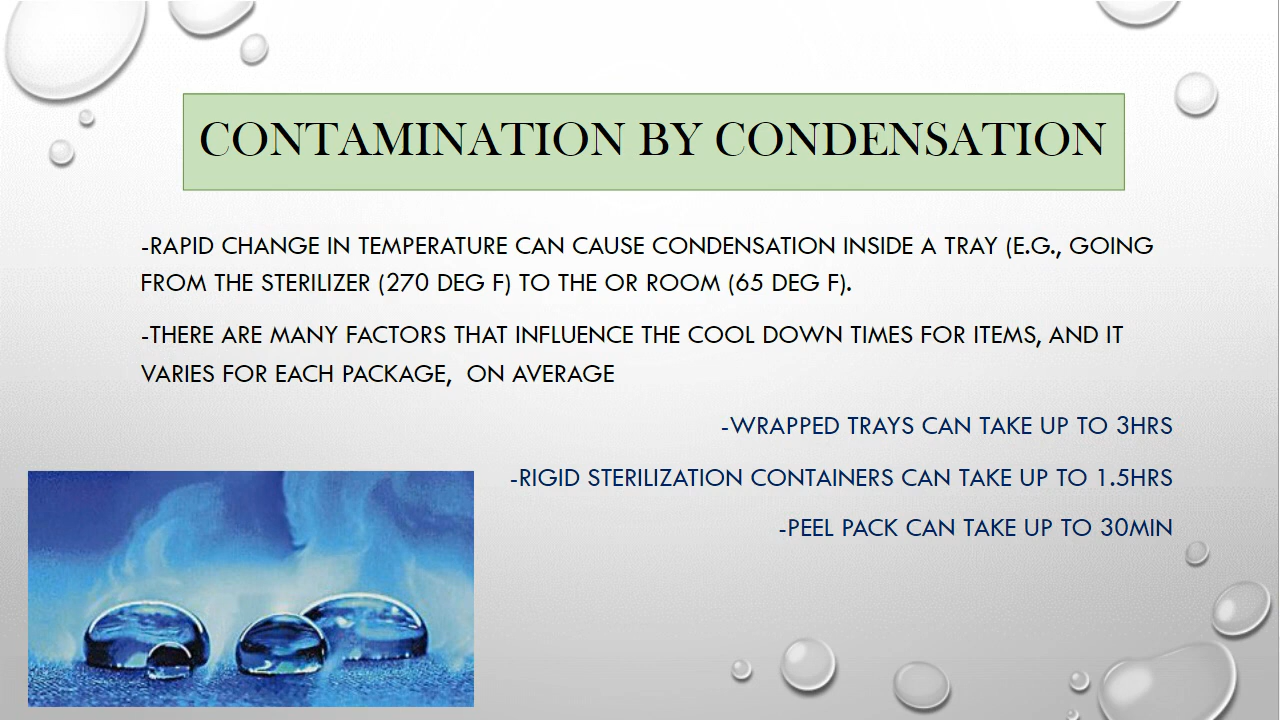 CONTAMINATION BY CONDENSATION
-RAPID CHANGE IN TEMPERATURE CAN CAUSE CONDENSATION INSIDE A TRAY (E.G., GOING
FROM THE STERILIZER (270 DEG F) TO THE OR ROOM (65 DEG F).
-THERE ARE MANY FACTORS THAT INFLUENCE THE COOL DOWN TIMES FOR ITEMS, AND IT
VARIES FOR EACH PACKAGE,  ON AVERAGE
-WRAPPED TRAYS CAN TAKE UP TO 3HRS
-RIGID STERILIZATION CONTAINERS CAN TAKE UP TO 1.5HRS
-PEEL PACK CAN TAKE UP TO 30MIN